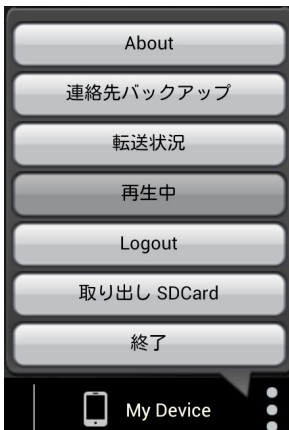 About
連絡先バックアップ
転送状況
再生中
Logout
取り出し SDCard
終了
My Device